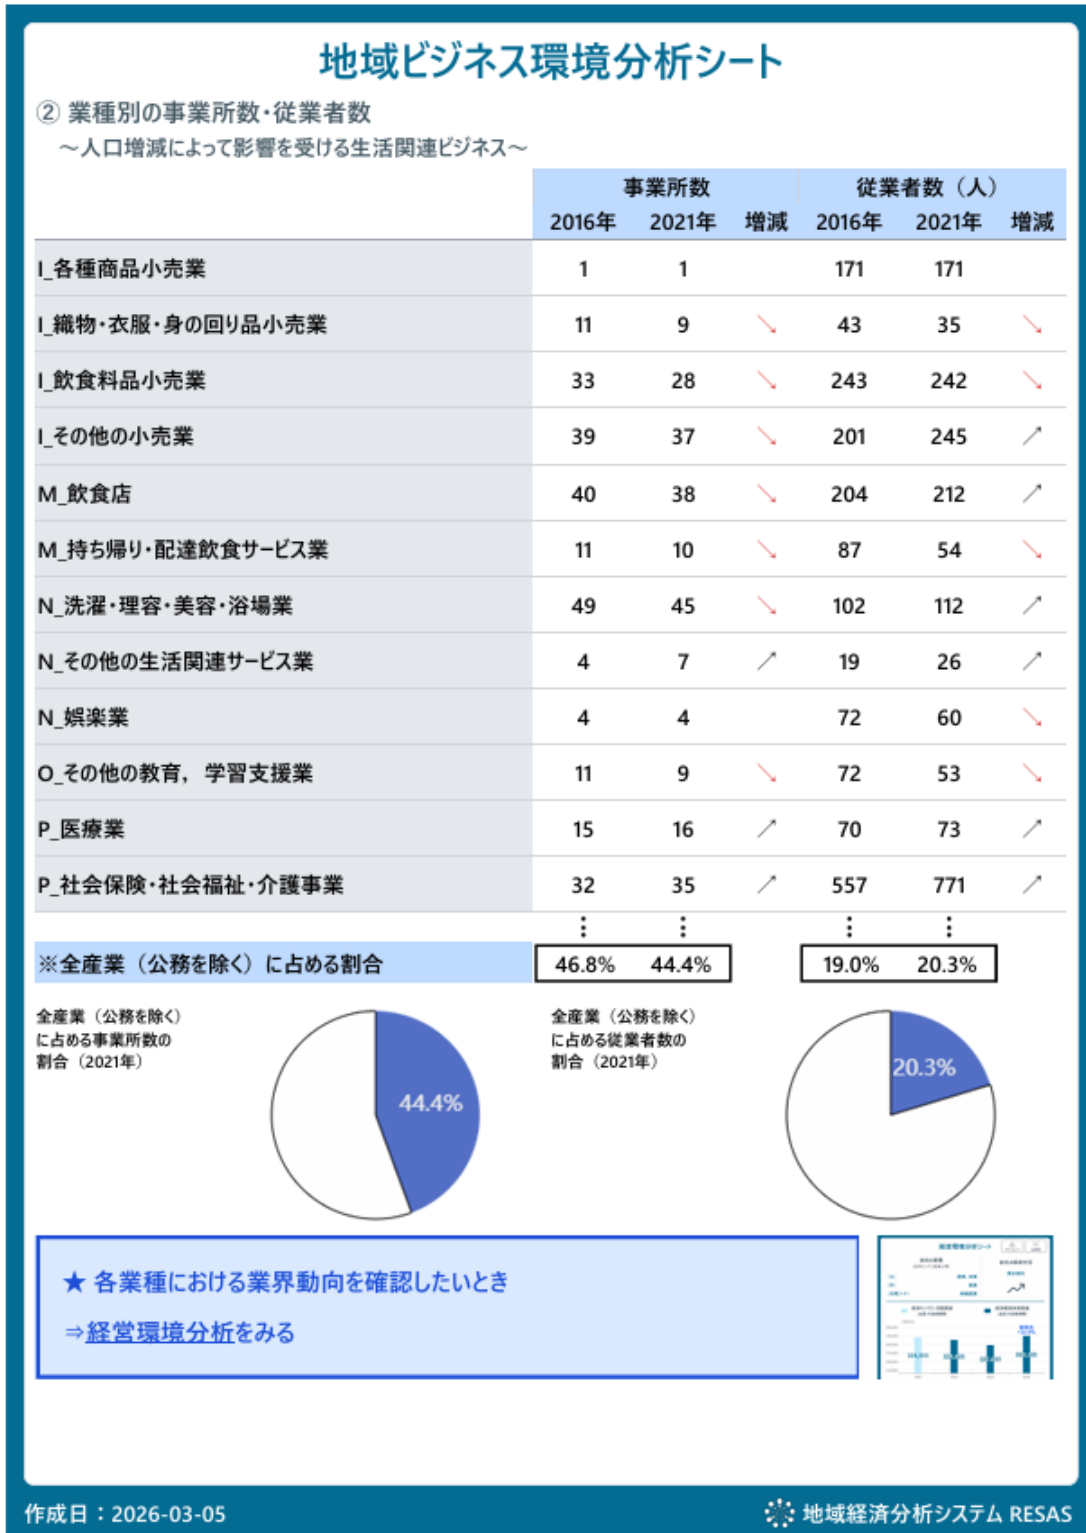 地域ビジネス環境分析シート
② 業種別の事業所数・従業者数
～人口増減によって影響を受ける生活関連ビジネス～
事業所数 従業者数（人）
2016年 2021年 増減 2016年 2021年 増減
I_各種商品小売業 1 1 171 171
I_織物・衣服・身の回り品小売業 11 9 ↘ 43 35 ↘
I_飲食料品小売業 33 28 ↘ 243 242 ↘
I_その他の小売業 39 37 ↘ 201 245 ↗
M_飲食店 40 38 ↘ 204 212 ↗
M_持ち帰り・配達飲食サービス業 11 10 ↘ 87 54 ↘
N_洗濯・理容・美容・浴場業 49 45 ↘ 102 112 ↗
N_その他の生活関連サービス業 4 7 ↗ 19 26 ↗
N_娯楽業 4 4 72 60 ↘
O_その他の教育，学習支援業 11 9 ↘ 72 53 ↘
P_医療業 15 16 ↗ 70 73 ↗
P_社会保険・社会福祉・介護事業 32 35 ↗ 557 771 ↗
⋮ ⋮ ⋮ ⋮
※全産業（公務を除く）に占める割合 46.8% 44.4% 19.0% 20.3%
全産業（公務を除く）
に占める事業所数の
割合（2021年）
44.4%
全産業（公務を除く）
に占める従業者数の
割合（2021年）
20.3%
★ 各業種における業界動向を確認したいとき
⇒経営環境分析をみる
経営環境分析シート
作成日：2026-03-05
地域経済分析システム RESAS